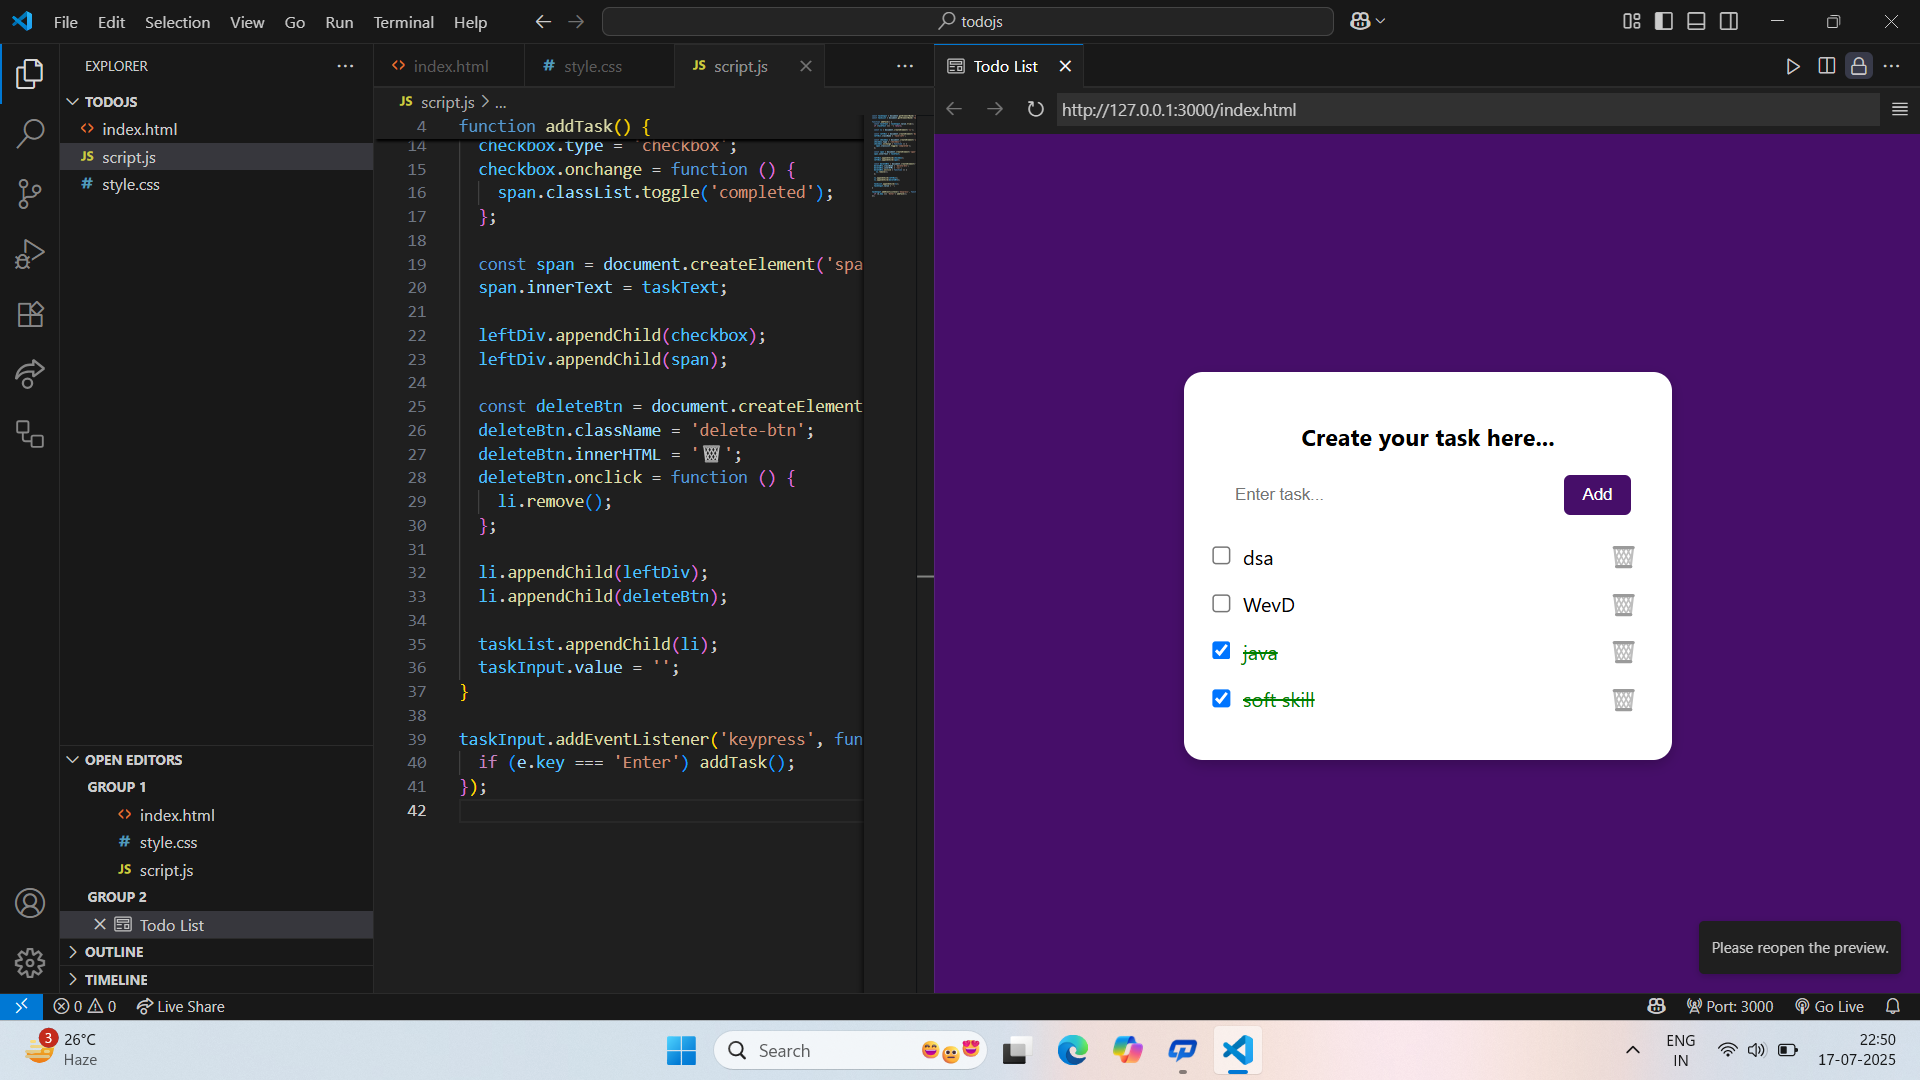 File Edit Selection View Go Run Terminal Help
todojs
EXPLORER
TODOJS
index.html
script.js
style.css
OPEN EDITORS
GROUP 1
index.html
style.css
script.js
GROUP 2
Todo List
OUTLINE
TIMELINE
index.html
style.css
JS script.js
JS script.js > ...
4 function addTask() {
14 checkbox.type = 'checkbox';
15 checkbox.onchange = function () {
16 span.classList.toggle('completed');
17 };
18
19 const span = document.createElement('spa
20 span.innerText = taskText;
21
22 leftDiv.appendChild(checkbox);
23 leftDiv.appendChild(span);
24
25 const deleteBtn = document.createElement
26 deleteBtn.className = 'delete-btn';
27 deleteBtn.innerHTML = '🗑️';
28 deleteBtn.onclick = function () {
29 li.remove();
30 };
31
32 li.appendChild(leftDiv);
33 li.appendChild(deleteBtn);
34
35 taskList.appendChild(li);
36 taskInput.value = '';
37 }
38
39 taskInput.addEventListener('keypress', fun
40 if (e.key === 'Enter') addTask();
41 });
42
Todo List
http://127.0.0.1:3000/index.html
Create your task here...
Enter task...
Add
dsa
WevD
java
soft skill
Please reopen the preview.
0 0 Live Share
Port: 3000 Go Live
3
26°C
Haze
Search
ENG
IN
22:50
17-07-2025